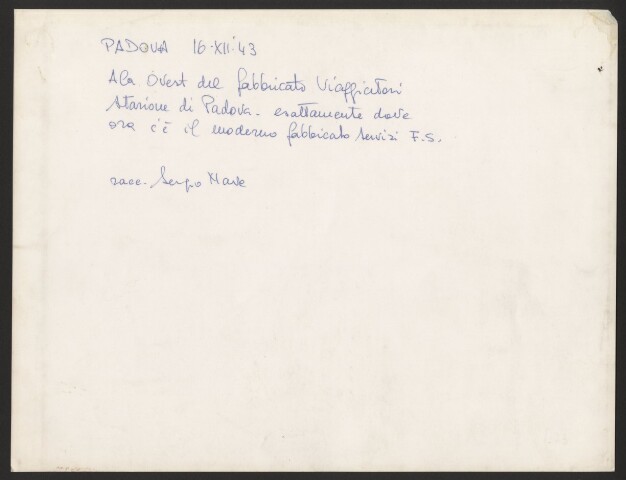 PADOVA 16-XII-'43
Ala Ovest del fabbricato Viaggiatori
stazione di Padova - esattamente dove
ora c'è il moderno fabbricato servizi F.S.
racc. Sergio